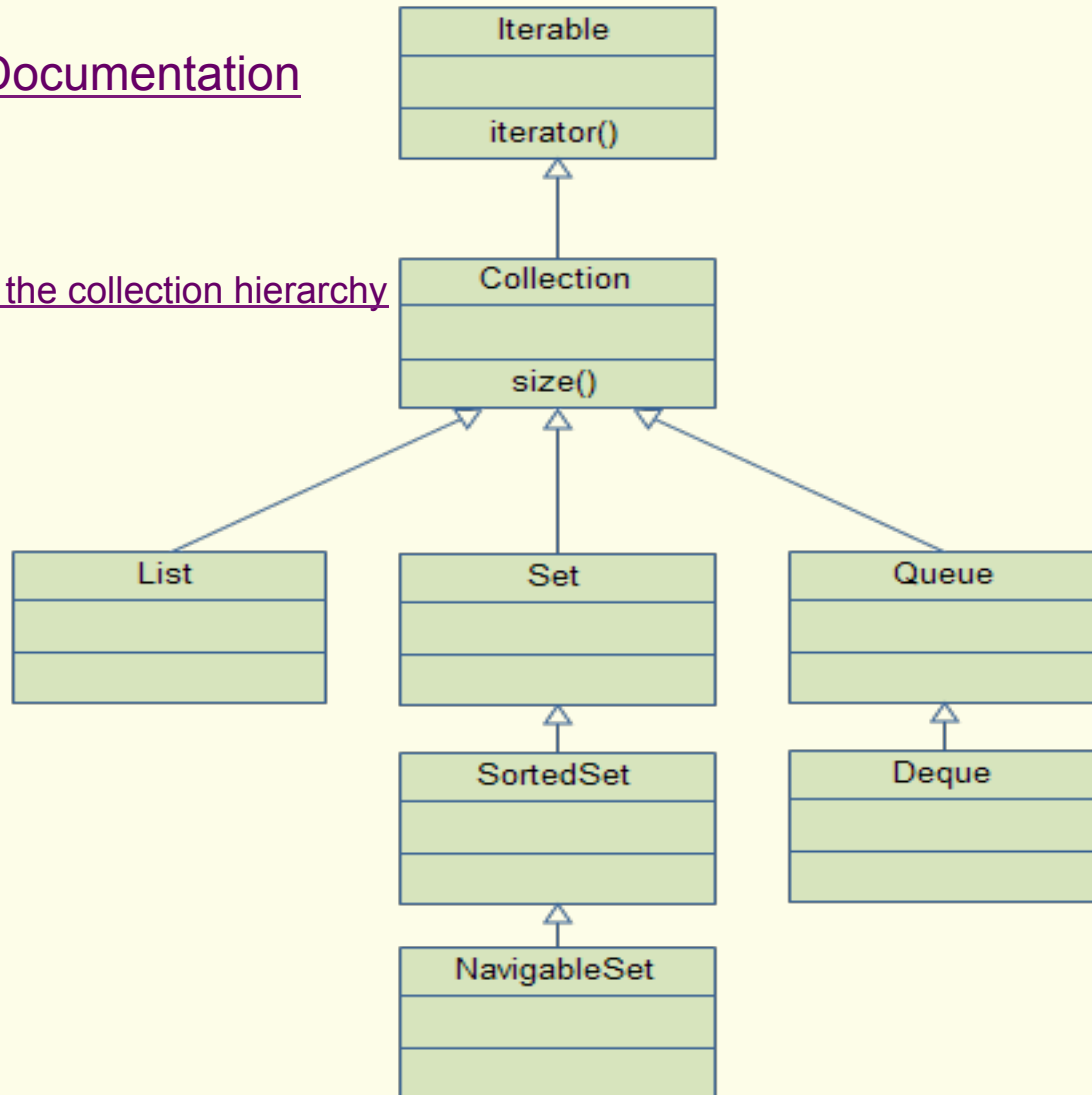 Iterable
Documentation
iterator()
the collection hierarchy
Collection
size()
List
Set
Queue
SortedSet
Deque
NavigableSet